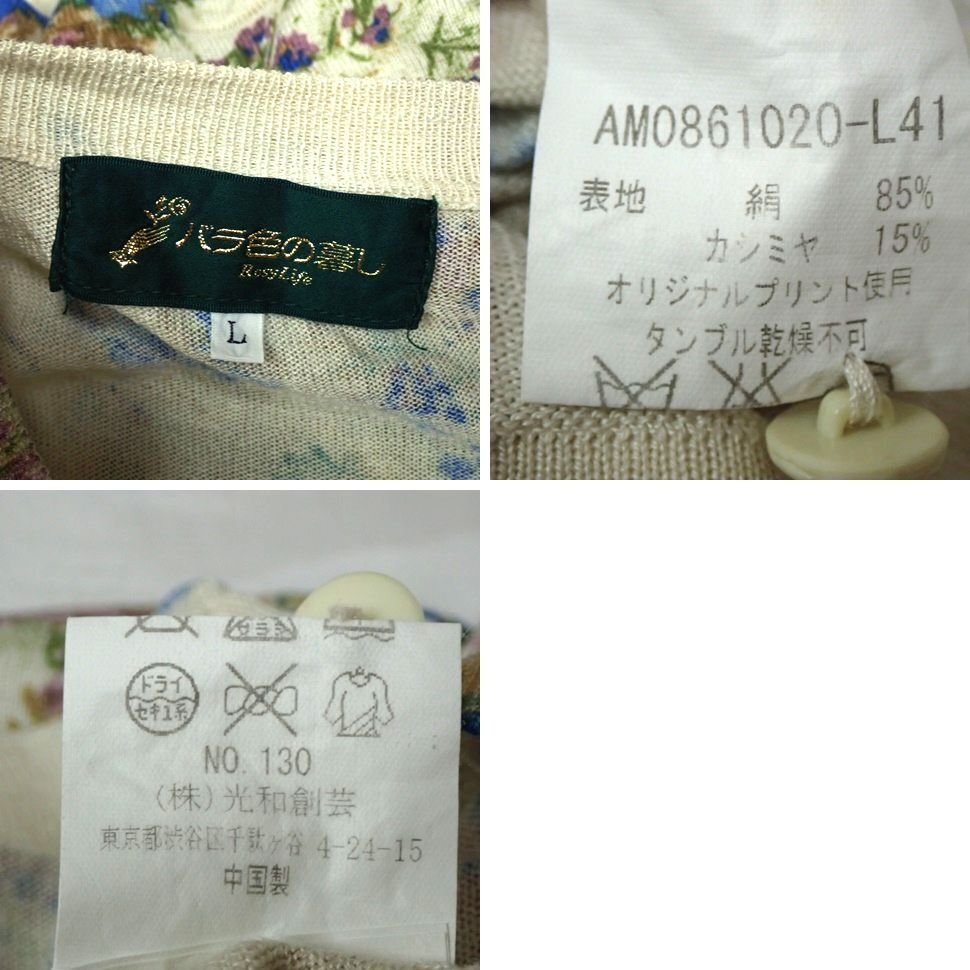 バラ色の暮し
RosyLife
L
AM0861020-L41
表地 絹 85%
カシミヤ 15%
オリジナルプリント使用
タンブル乾燥不可
ドライ
セキユ系
NO. 130
(株)光和創芸
東京都渋谷区千駄ヶ谷 4-24-15
中国製